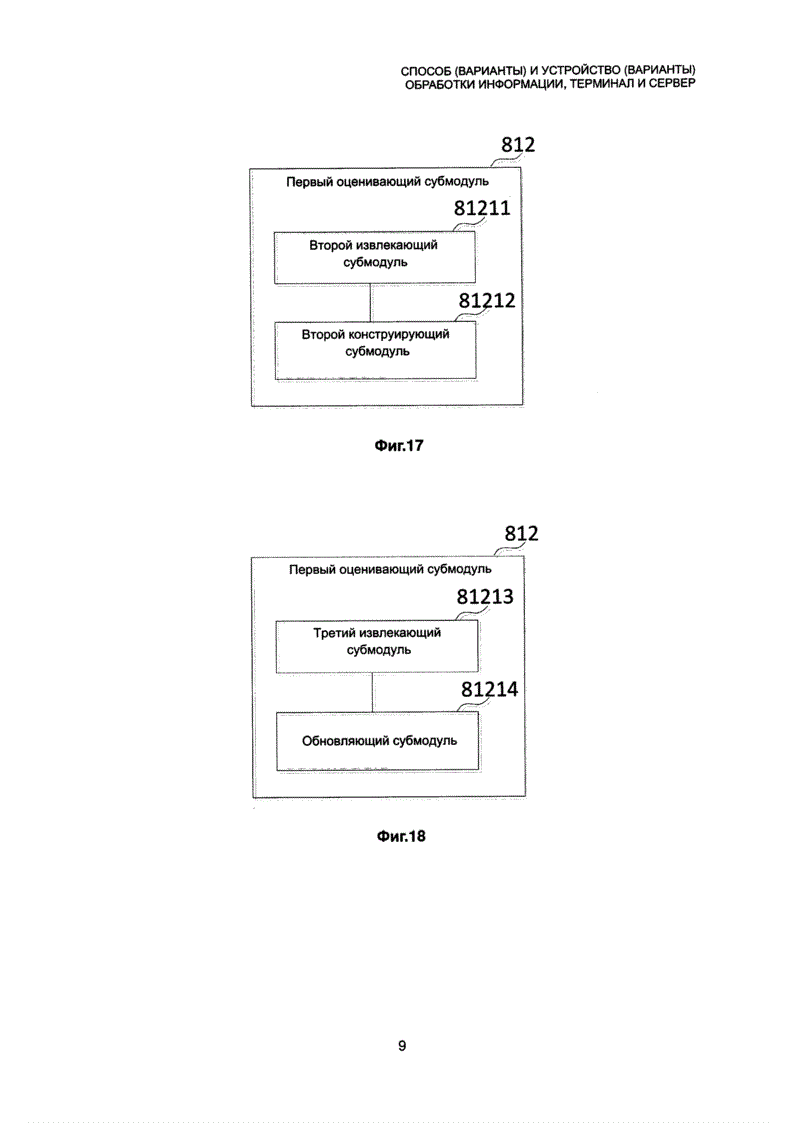 СПОСОБ (ВАРИАНТЫ) И УСТРОЙСТВО (ВАРИАНТЫ)
ОБРАБОТКИ ИНФОРМАЦИИ, ТЕРМИНАЛ И СЕРВЕР
812
Первый оценивающий субмодуль
81211
Второй извлекающий
субмодуль
81212
Второй конструирующий
субмодуль
Фиг.17
812
Первый оценивающий субмодуль
81213
Третий извлекающий
субмодуль
81214
Обновляющий субмодуль
Фиг.18
9